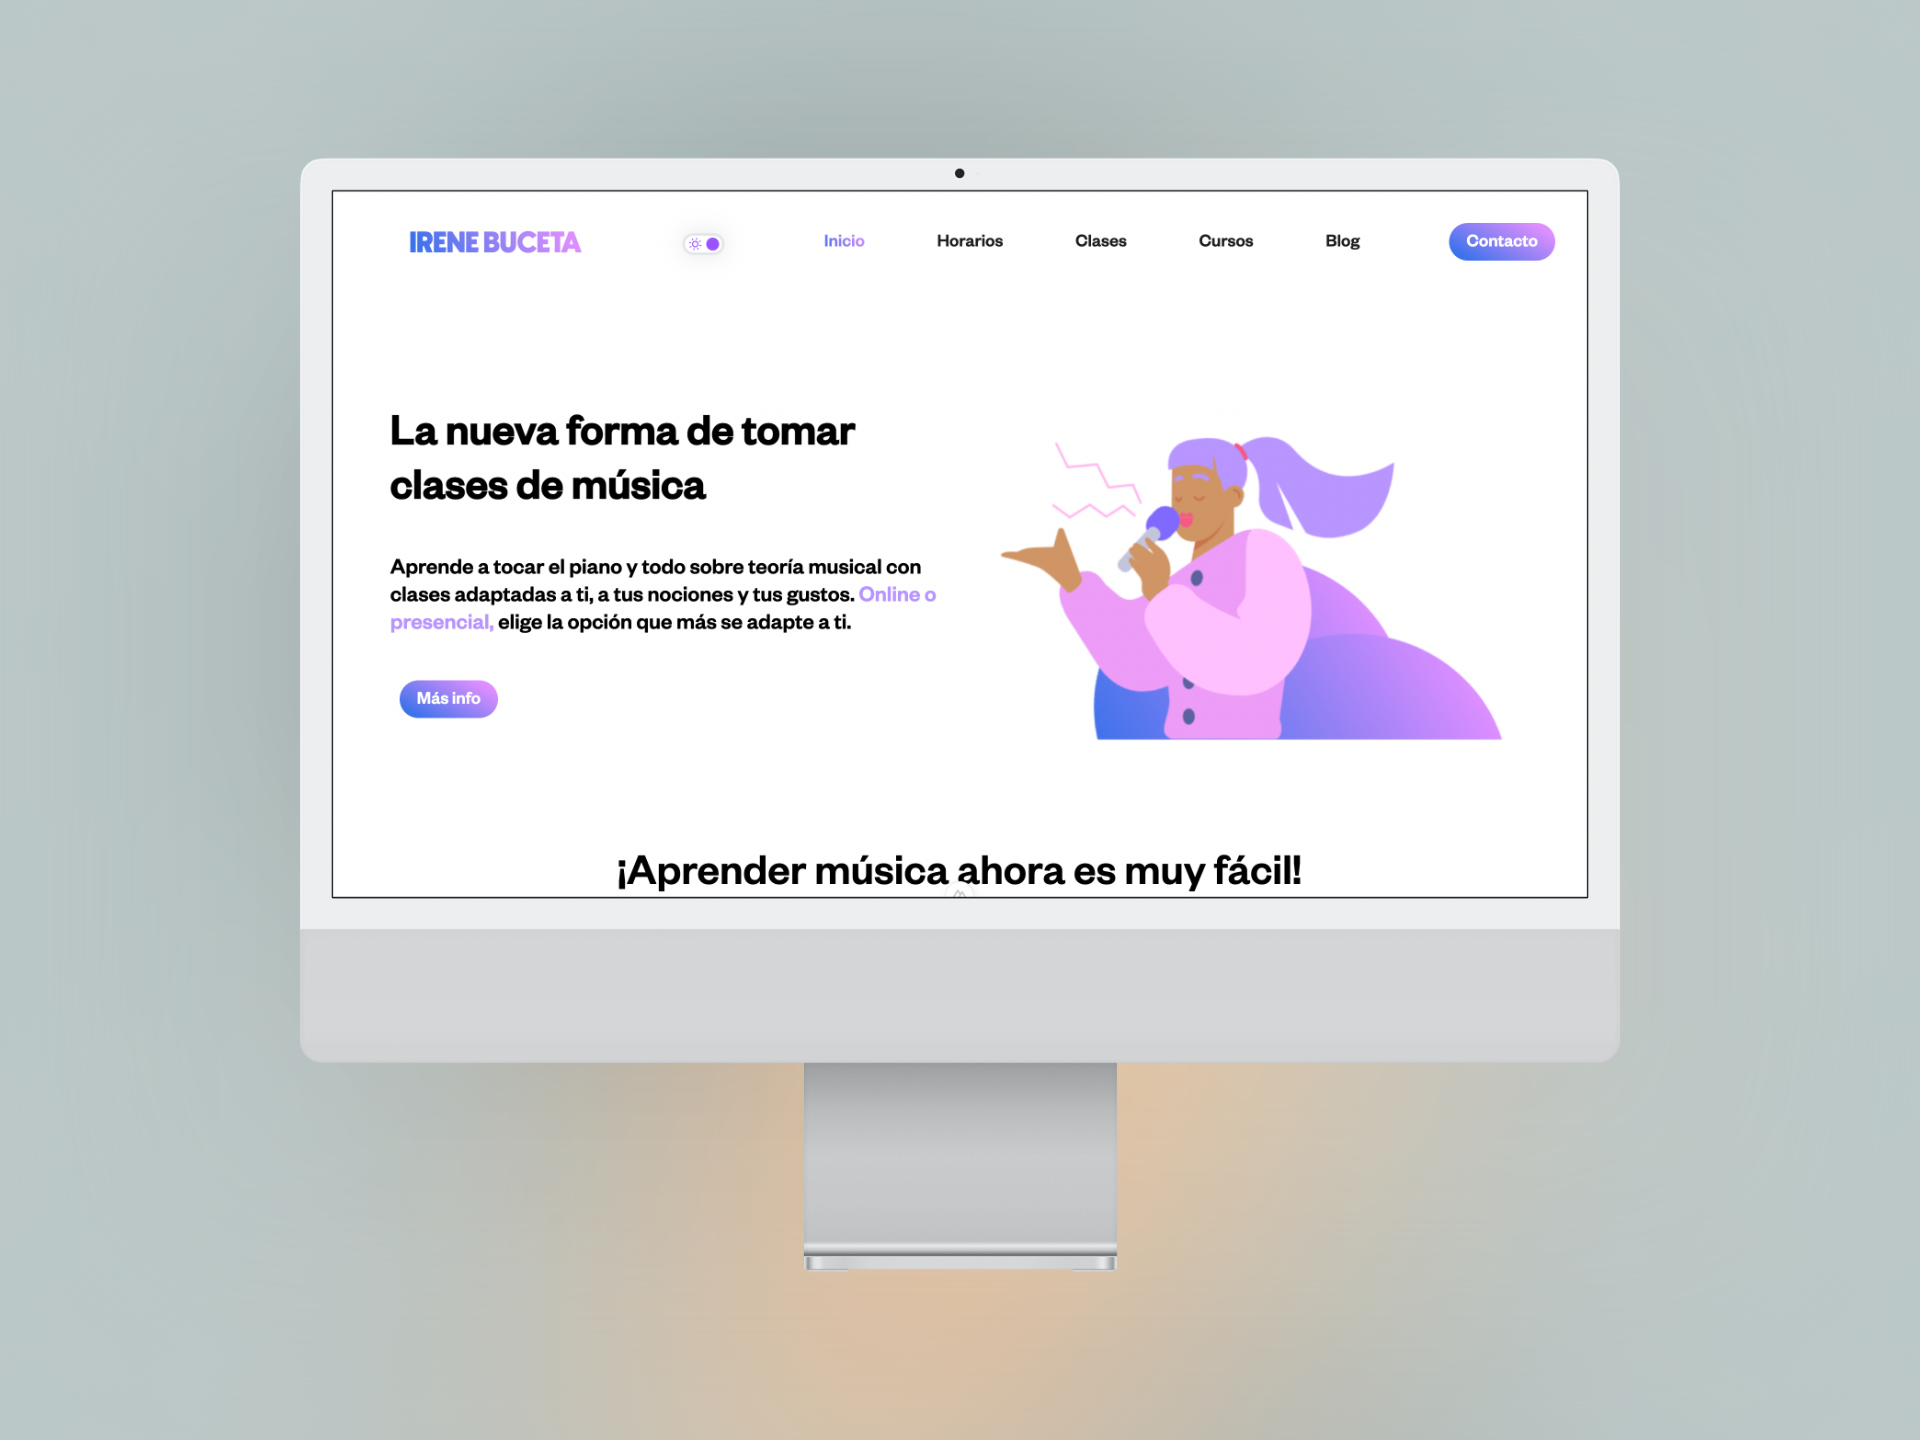 IRENE BUCETA
Inicio
Horarios
Clases
Cursos
Blog
Contacto
La nueva forma de tomar
clases de música
Aprende a tocar el piano y todo sobre teoría musical con
clases adaptadas a ti, a tus nociones y tus gustos. Online o
presencial, elige la opción que más se adapte a ti.
Más info
¡Aprender música ahora es muy fácil!